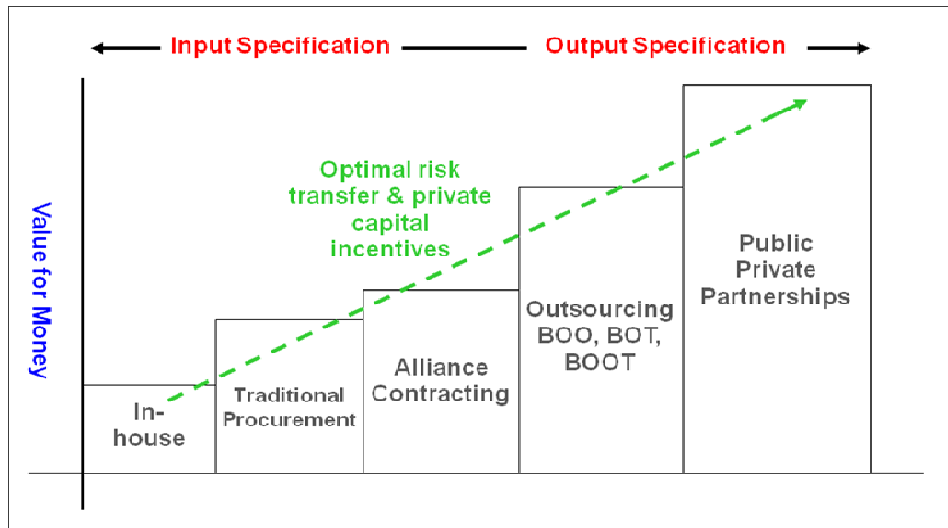 Input Specification
Output Specification
Optimal risk
transfer & private
capital
incentives
Value for Money
In-
house
Traditional
Procurement
Alliance
Contracting
Outsourcing
BOO, BOT,
BOOT
Public
Private
Partnerships